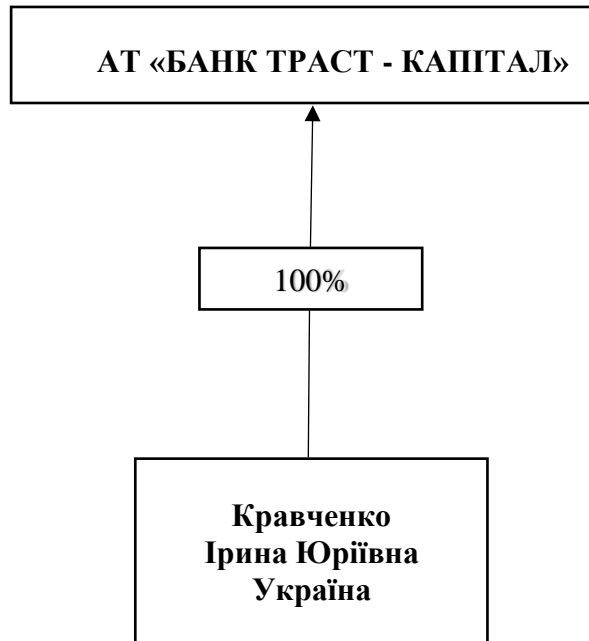 АТ «БАНК ТРАСТ - КАПІТАЛ»
100%
Кравченко
Ірина Юріївна
Україна